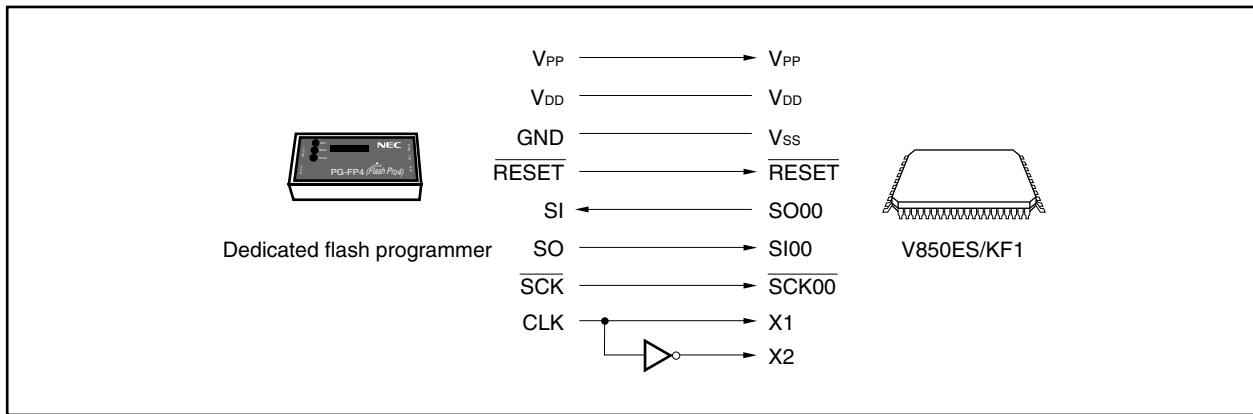 VPP VPP
VDD VDD
GND VSS
RESET RESET
SI SO00
SO SI00
SCK SCK00
CLK X1
X2
NEC
PG-FP4 (Flash Pro4)
Dedicated flash programmer
V850ES/KF1